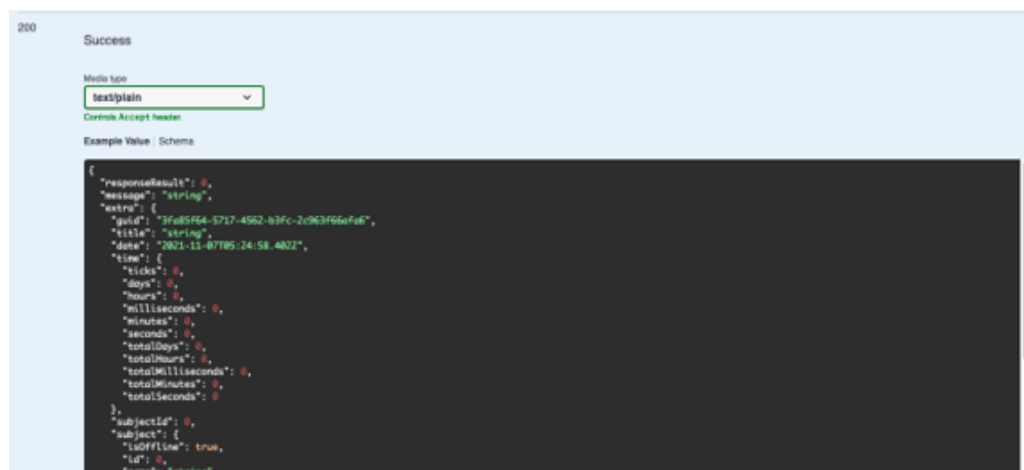 200
Success
Media type
text/plain
Controls Accept header.
Example Value | Schema
{
"responseResult": 0,
"message": "string",
"extra": {
"guid": "3fa85f64-5717-4562-b3fc-2c963f66afa6",
"title": "string",
"date": "2021-11-07T05:24:58.402Z",
"time": {
"ticks": 0,
"days": 0,
"hours": 0,
"milliseconds": 0,
"minutes": 0,
"seconds": 0,
"totalDays": 0,
"totalHours": 0,
"totalMilliseconds": 0,
"totalMinutes": 0,
"totalSeconds": 0
},
"subjectId": 0,
"subject": {
"isOffline": true,
"id": 0,